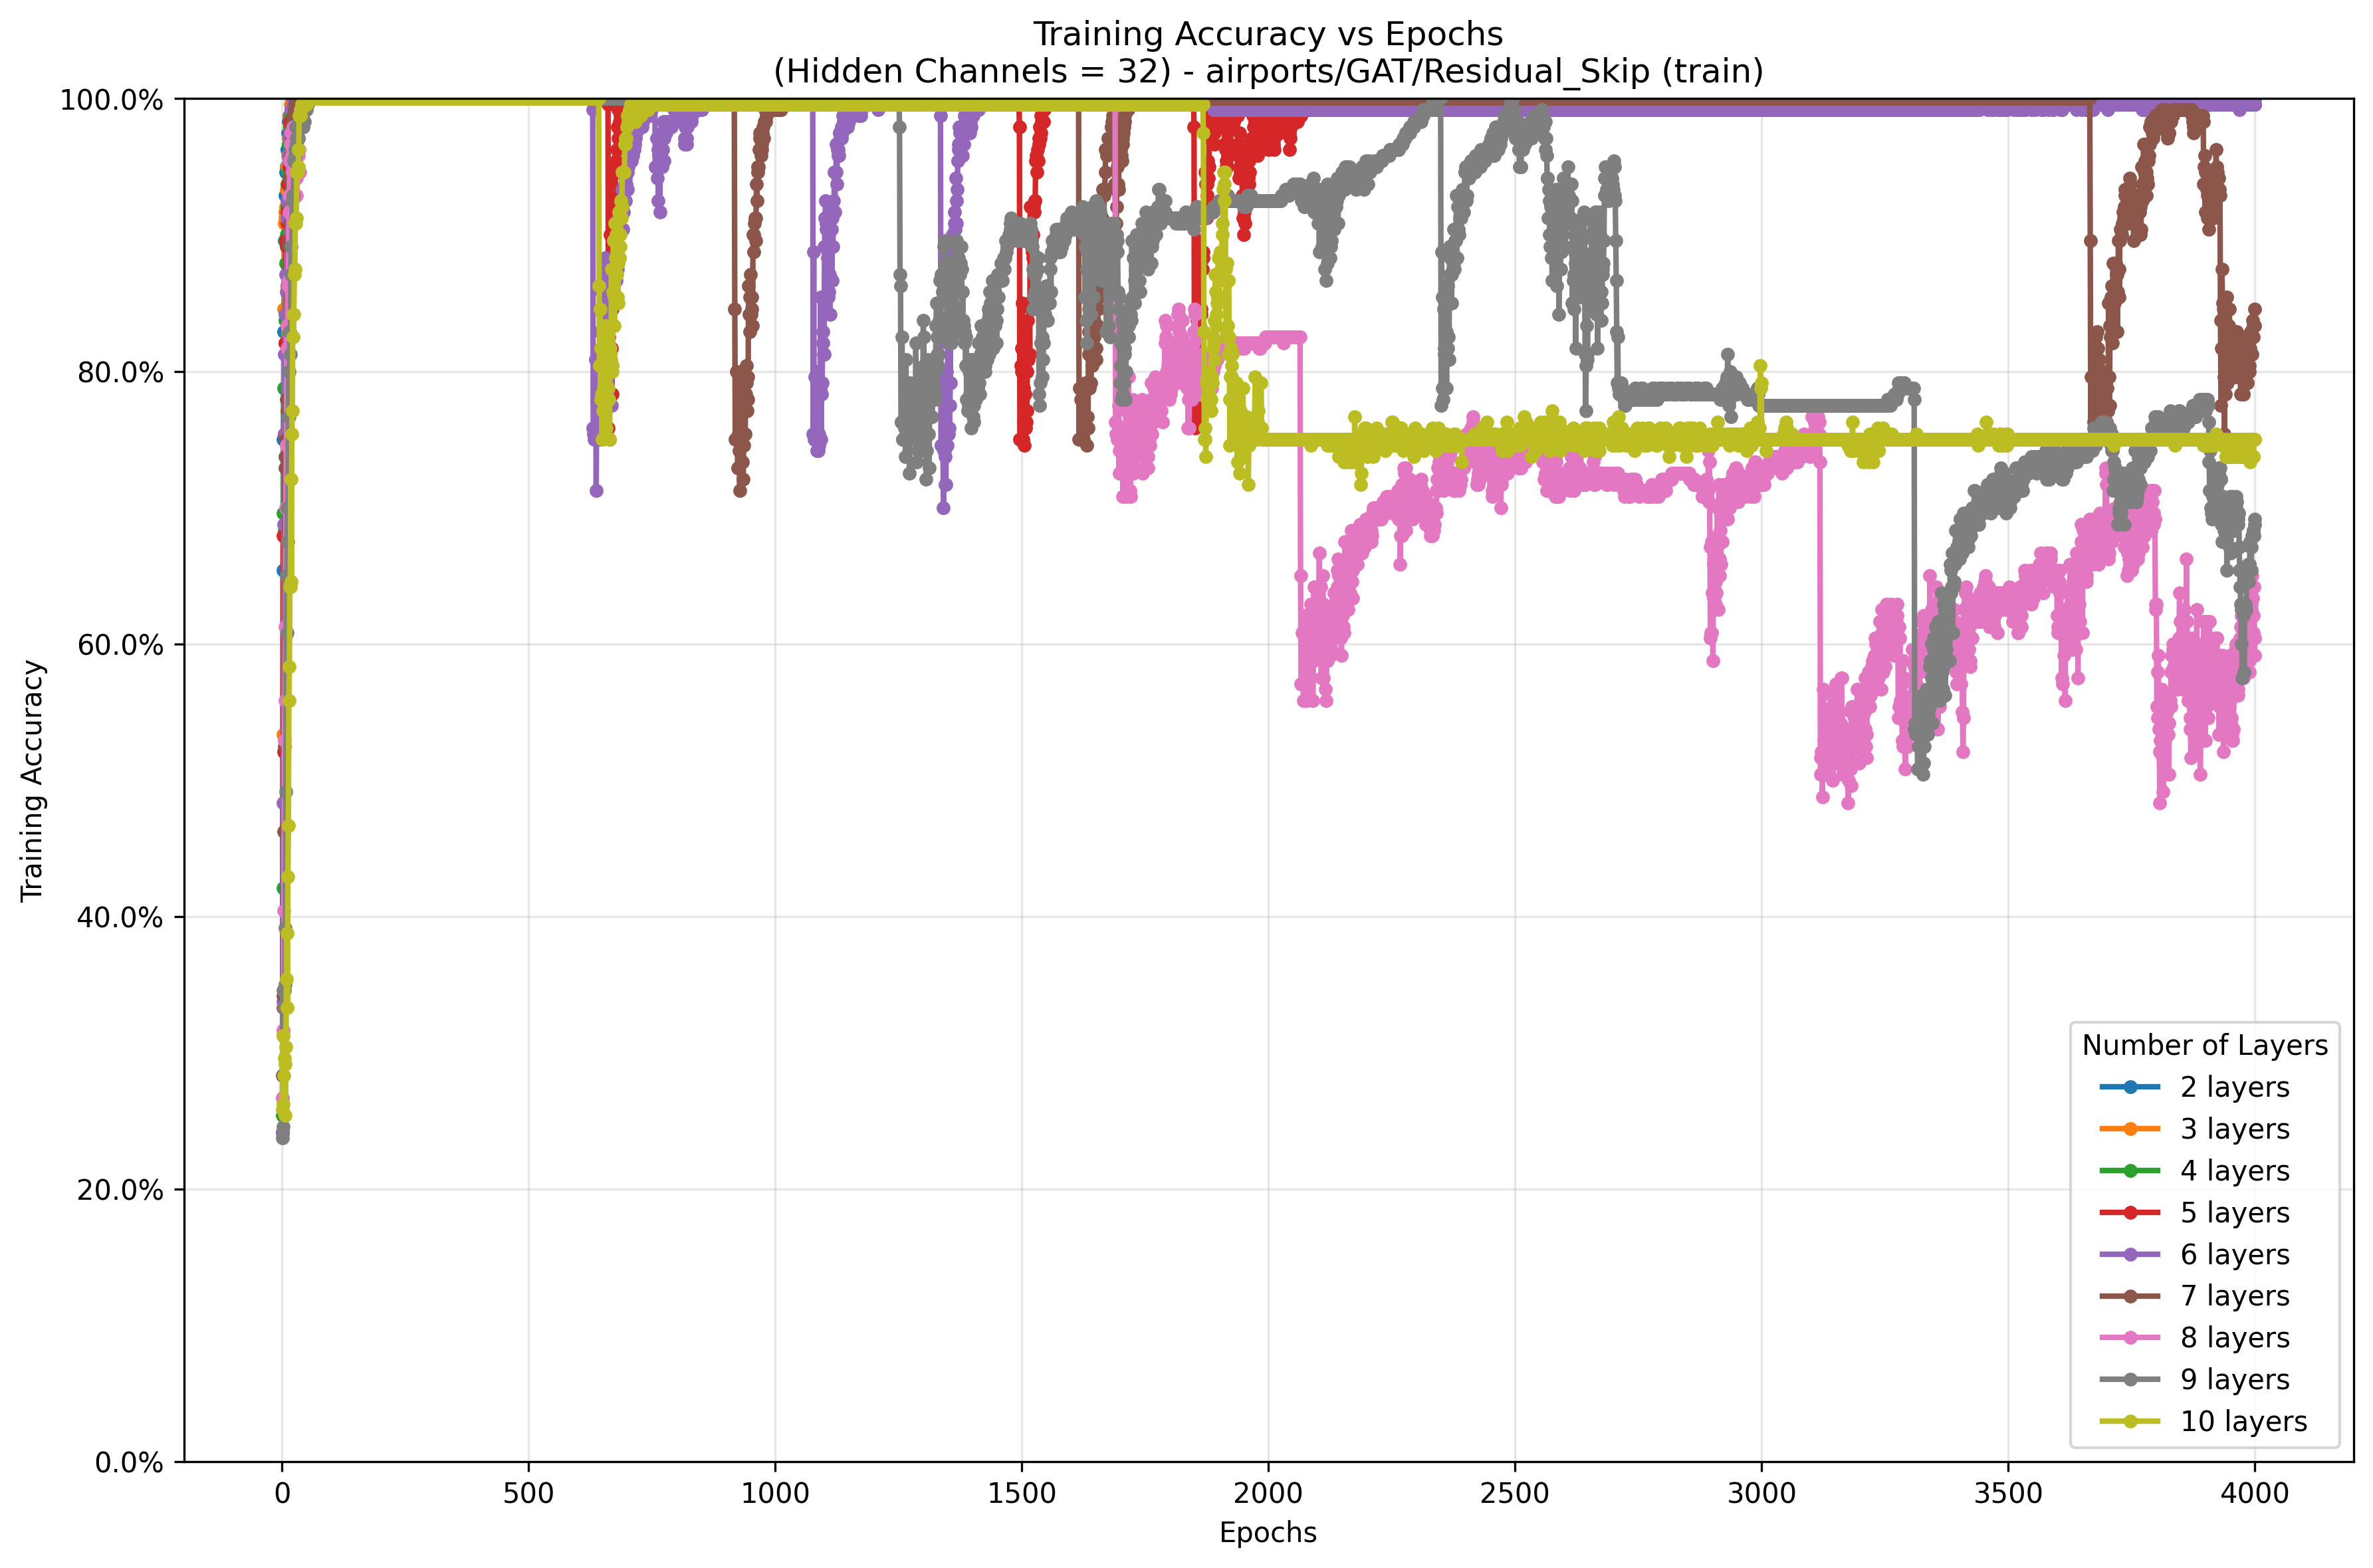 Training Accuracy vs Epochs
(Hidden Channels = 32) - airports/GAT/Residual_Skip (train)
100.0%
80.0%
60.0%
40.0%
20.0%
0.0%
Training Accuracy
0 500 1000 1500 2000 2500 3000 3500 4000
Epochs
Number of Layers
2 layers
3 layers
4 layers
5 layers
6 layers
7 layers
8 layers
9 layers
10 layers